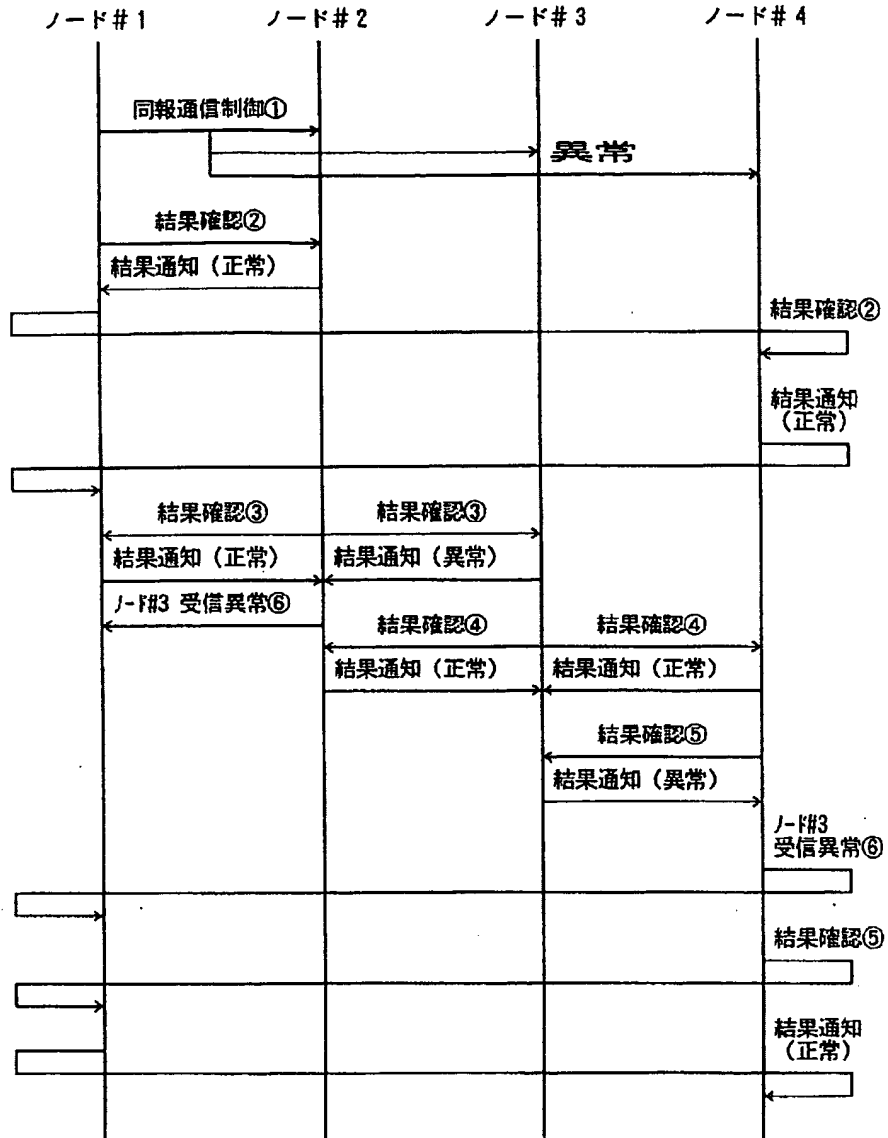 ノード#1 ノード#2 ノード#3 ノード#4
同報通信制御①
異常
結果確認②
結果通知（正常）
結果確認②
結果通知
（正常）
結果確認③ 結果確認③
結果通知（正常） 結果通知（異常）
ﾉｰﾄﾞ#3 受信異常⑥
結果確認④ 結果確認④
結果通知（正常） 結果通知（正常）
結果確認⑤
結果通知（異常）
ﾉｰﾄﾞ#3
受信異常⑥
結果確認⑤
結果通知
（正常）